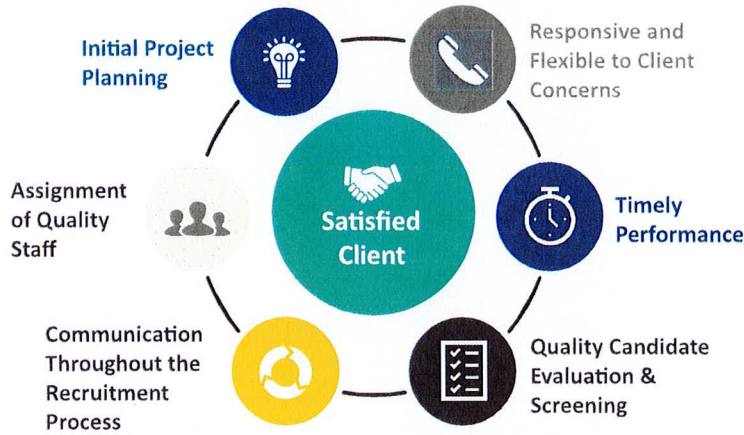 Initial Project
Planning
Responsive and
Flexible to Client
Concerns
Assignment
of Quality
Staff
Satisfied
Client
Timely
Performance
Communication
Throughout the
Recruitment
Process
Quality Candidate
Evaluation &
Screening